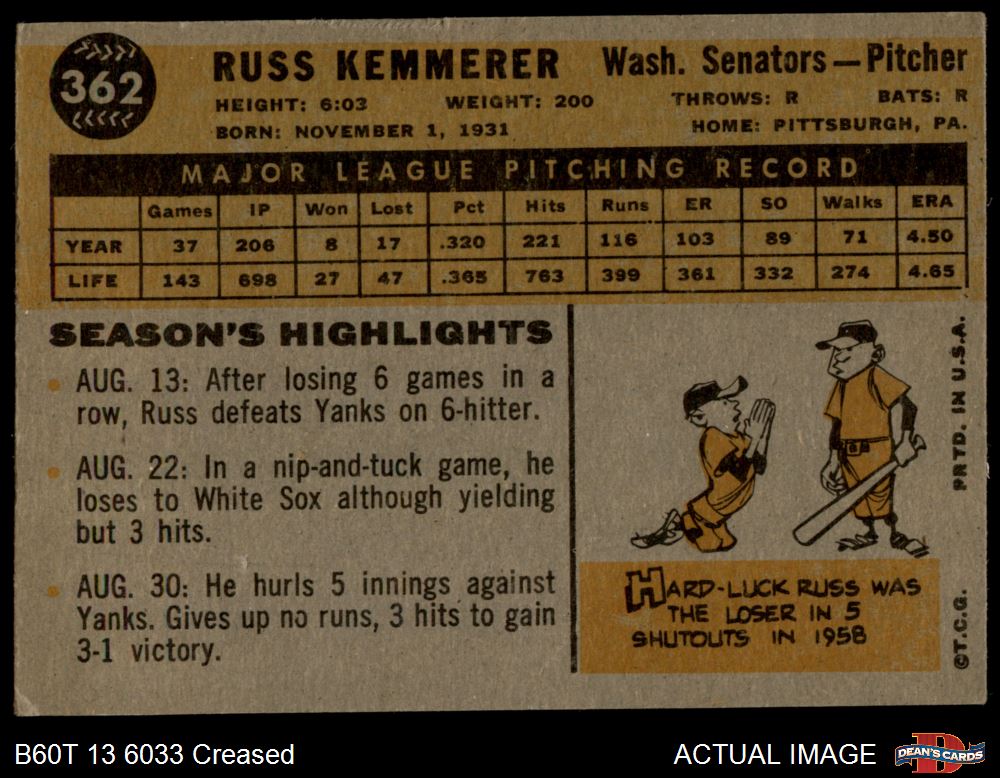 362
RUSS KEMMERER Wash. Senators—Pitcher
HEIGHT: 6:03 WEIGHT: 200 THROWS: R BATS: R
BORN: NOVEMBER 1, 1931 HOME: PITTSBURGH, PA.
MAJOR LEAGUE PITCHING RECORD
Games IP Won Lost Pct Hits Runs ER SO Walks ERA
YEAR 37 206 8 17 .320 221 116 103 89 71 4.50
LIFE 143 698 27 47 .365 763 399 361 332 274 4.65
SEASON'S HIGHLIGHTS
• AUG. 13: After losing 6 games in a
row, Russ defeats Yanks on 6-hitter.
• AUG. 22: In a nip-and-tuck game, he
loses to White Sox although yielding
but 3 hits.
• AUG. 30: He hurls 5 innings against
Yanks. Gives up no runs, 3 hits to gain
3-1 victory.
HARD-LUCK RUSS WAS
THE LOSER IN 5
SHUTOUTS IN 1958
©T.C.G. PRTD. IN U.S.A.
B60T 13 6033 Creased ACTUAL IMAGE
DEAN'S CARDS